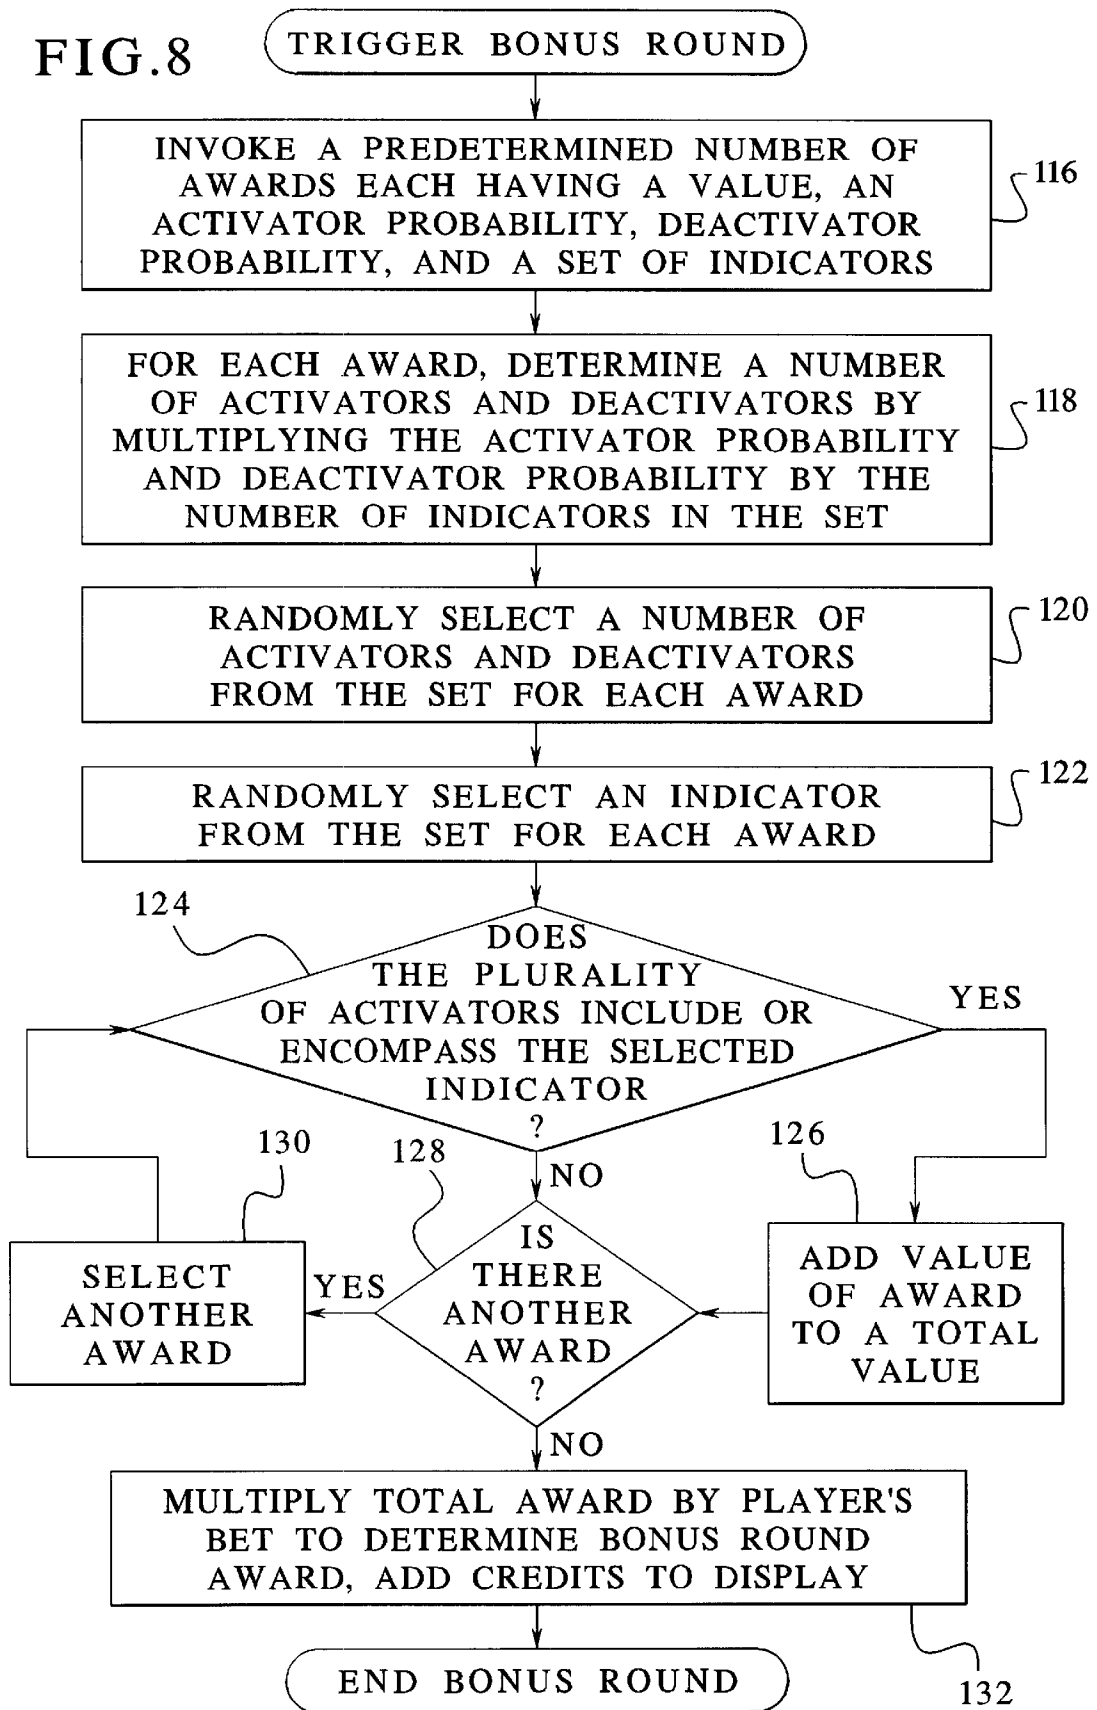 FIG.8
TRIGGER BONUS ROUND
INVOKE A PREDETERMINED NUMBER OF
AWARDS EACH HAVING A VALUE, AN
ACTIVATOR PROBABILITY, DEACTIVATOR
PROBABILITY, AND A SET OF INDICATORS
116
FOR EACH AWARD, DETERMINE A NUMBER
OF ACTIVATORS AND DEACTIVATORS BY
MULTIPLYING THE ACTIVATOR PROBABILITY
AND DEACTIVATOR PROBABILITY BY THE
NUMBER OF INDICATORS IN THE SET
118
RANDOMLY SELECT A NUMBER OF
ACTIVATORS AND DEACTIVATORS
FROM THE SET FOR EACH AWARD
120
RANDOMLY SELECT AN INDICATOR
FROM THE SET FOR EACH AWARD
122
124
DOES
THE PLURALITY
OF ACTIVATORS INCLUDE OR
ENCOMPASS THE SELECTED
INDICATOR
?
YES
NO
126
ADD VALUE
OF AWARD
TO A TOTAL
VALUE
128
IS
THERE
ANOTHER
AWARD
?
YES
130
SELECT
ANOTHER
AWARD
NO
MULTIPLY TOTAL AWARD BY PLAYER'S
BET TO DETERMINE BONUS ROUND
AWARD, ADD CREDITS TO DISPLAY
132
END BONUS ROUND